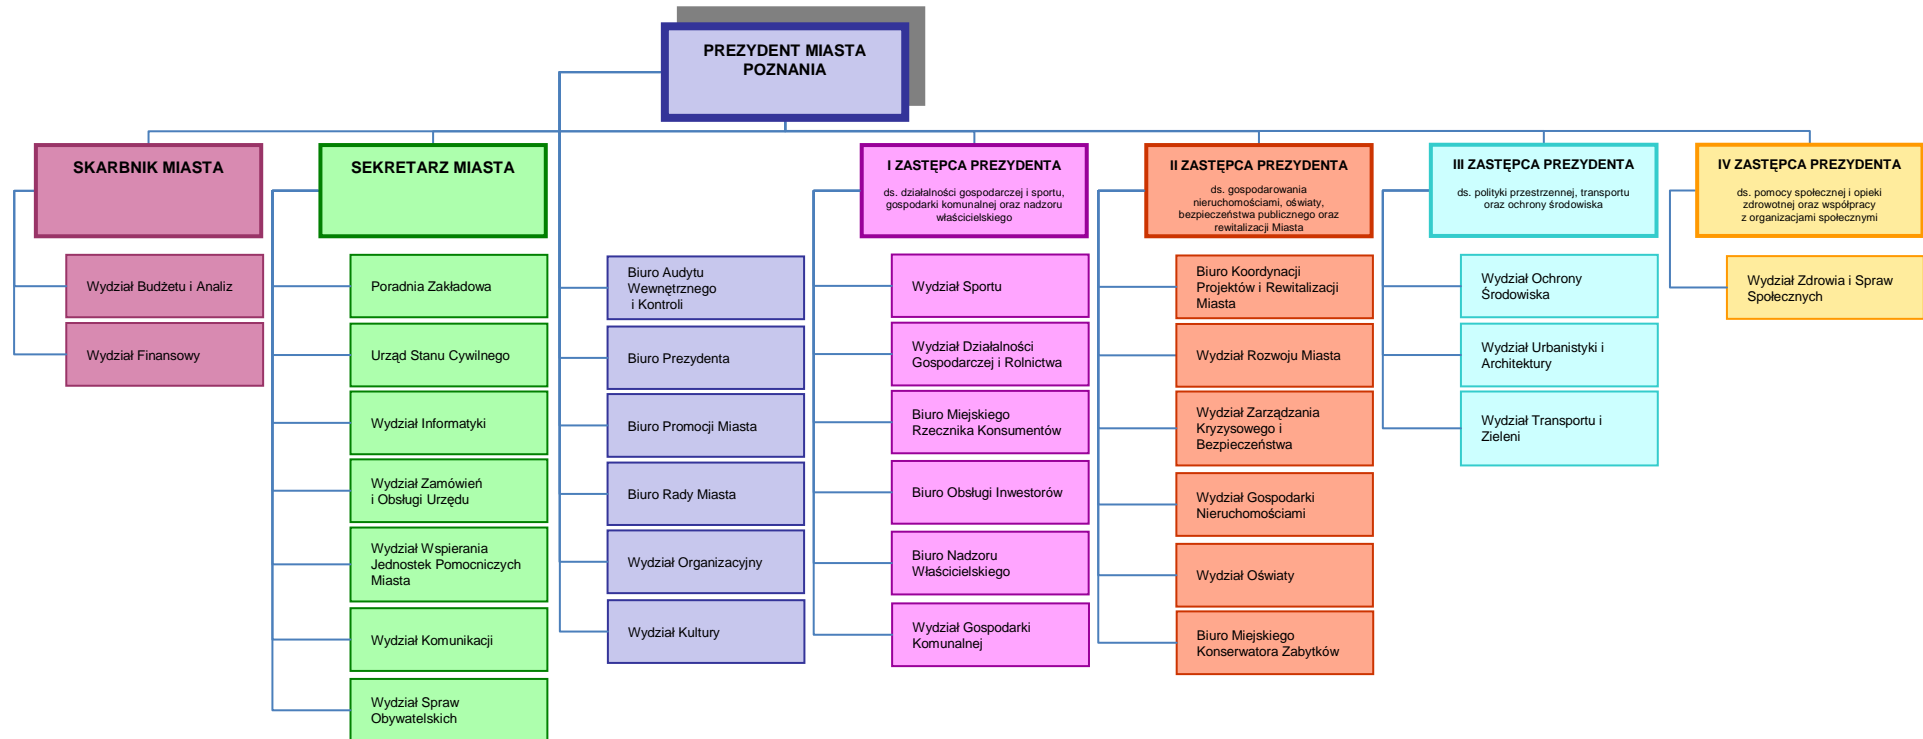 PREZYDENT MIASTA
POZNANIA
SKARBNIK MIASTA
Wydział Budżetu i Analiz
Wydział Finansowy
SEKRETARZ MIASTA
Poradnia Zakładowa
Urząd Stanu Cywilnego
Wydział Informatyki
Wydział Zamówień
i Obsługi Urzędu
Wydział Wspierania
Jednostek Pomocniczych
Miasta
Wydział Komunikacji
Wydział Spraw
Obywatelskich
Biuro Audytu
Wewnętrznego
i Kontroli
Biuro Prezydenta
Biuro Promocji Miasta
Biuro Rady Miasta
Wydział Organizacyjny
Wydział Kultury
I ZASTĘPCA PREZYDENTA
ds. działalności gospodarczej i sportu,
gospodarki komunalnej oraz nadzoru
właścicielskiego
Wydział Sportu
Wydział Działalności
Gospodarczej i Rolnictwa
Biuro Miejskiego
Rzecznika Konsumentów
Biuro Obsługi Inwestorów
Biuro Nadzoru
Właścicielskiego
Wydział Gospodarki
Komunalnej
II ZASTĘPCA PREZYDENTA
ds. gospodarowania
nieruchomościami, oświaty,
bezpieczeństwa publicznego oraz
rewitalizacji Miasta
Biuro Koordynacji
Projektów i Rewitalizacji
Miasta
Wydział Rozwoju Miasta
Wydział Zarządzania
Kryzysowego i
Bezpieczeństwa
Wydział Gospodarki
Nieruchomościami
Wydział Oświaty
Biuro Miejskiego
Konserwatora Zabytków
III ZASTĘPCA PREZYDENTA
ds. polityki przestrzennej, transportu
oraz ochrony środowiska
Wydział Ochrony
Środowiska
Wydział Urbanistyki i
Architektury
Wydział Transportu i
Zieleni
IV ZASTĘPCA PREZYDENTA
ds. pomocy społecznej i opieki
zdrowotnej oraz współpracy
z organizacjami społecznymi
Wydział Zdrowia i Spraw
Społecznych